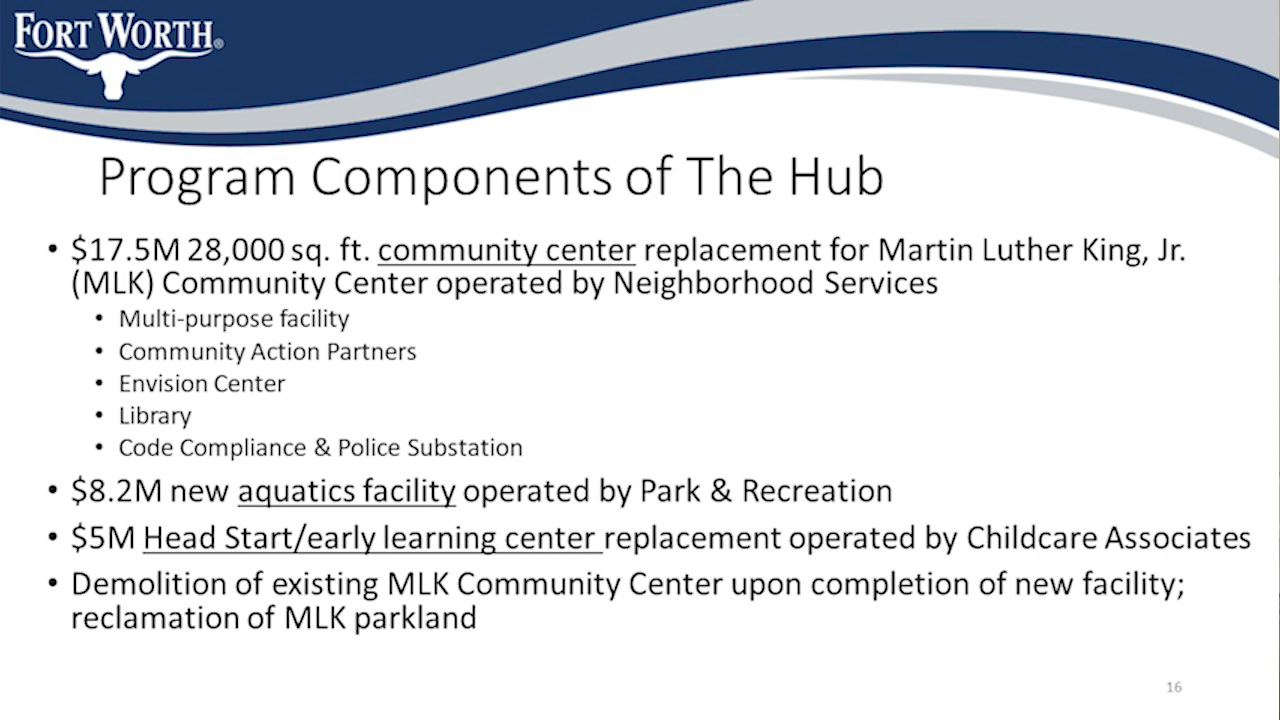 FORT WORTH®
Program Components of The Hub
• $17.5M 28,000 sq. ft. community center replacement for Martin Luther King, Jr.
(MLK) Community Center operated by Neighborhood Services
• Multi-purpose facility
• Community Action Partners
• Envision Center
• Library
• Code Compliance & Police Substation
• $8.2M new aquatics facility operated by Park & Recreation
• $5M Head Start/early learning center replacement operated by Childcare Associates
• Demolition of existing MLK Community Center upon completion of new facility;
reclamation of MLK parkland
16